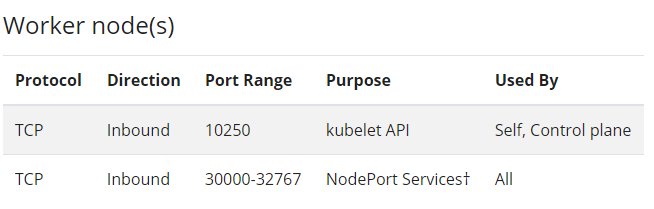 Worker node(s)
Protocol Direction Port Range Purpose Used By
TCP Inbound 10250 kubelet API Self, Control plane
TCP Inbound 30000-32767 NodePort Services† All